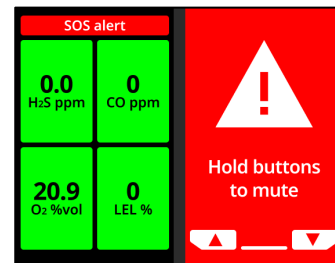 SOS alert
0.0
H2S ppm
0
CO ppm
20.9
O2 %vol
0
LEL %
!
Hold buttons
to mute